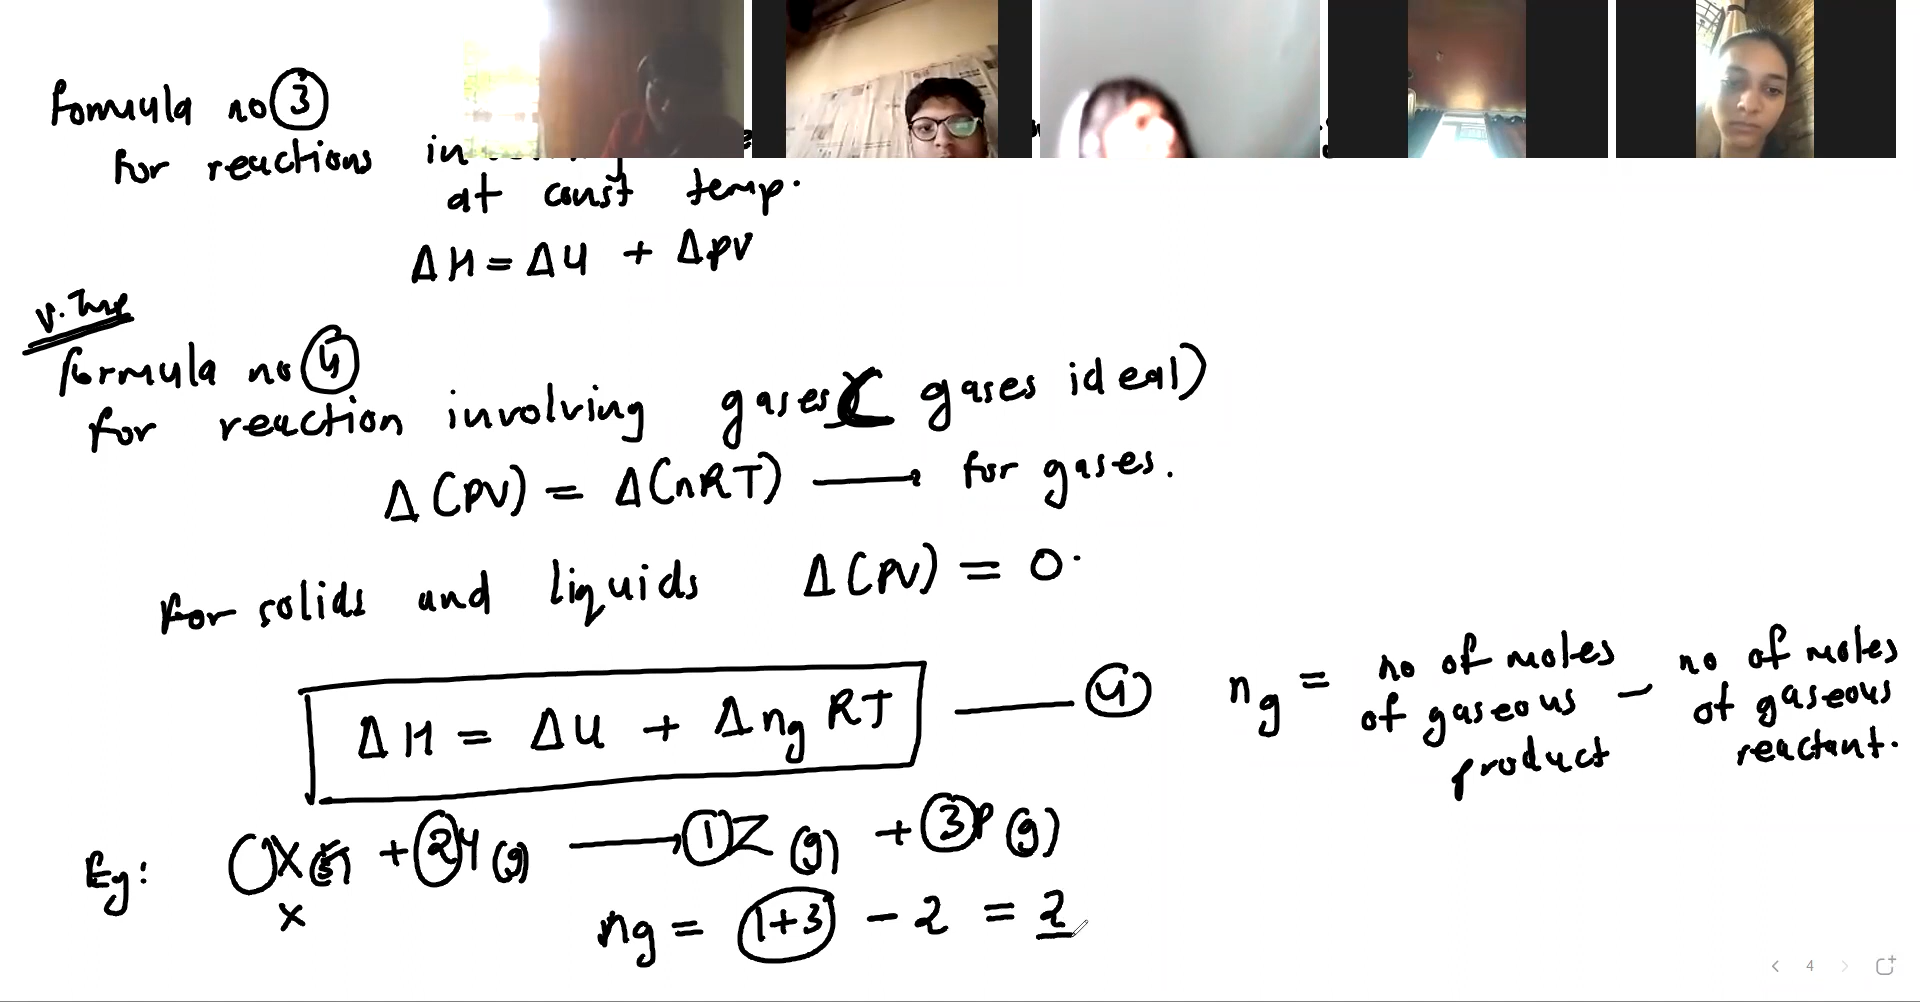 Formula no ③
for reactions in
at const temp.
ΔH = ΔU + ΔPV
V. Imp
Formula no ④
for reaction involving gases ( gases ideal)
Δ(PV) = Δ(nRT) ⟶ for gases.
For solids and liquids Δ(PV) = 0.
ΔH = ΔU + Δng RT —— ④
ng = no of moles of gaseous product − no of moles of gaseous reactant.
Eg: X(s) + 2Y(g) ⟶ 1Z(g) + 3P(g)
x
ng = (1+3) − 2 = 2
4